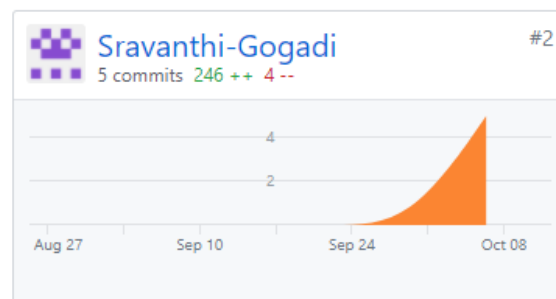 Sravanthi-Gogadi #2
5 commits 246 ++ 4 --
4
2
Aug 27 Sep 10 Sep 24 Oct 08